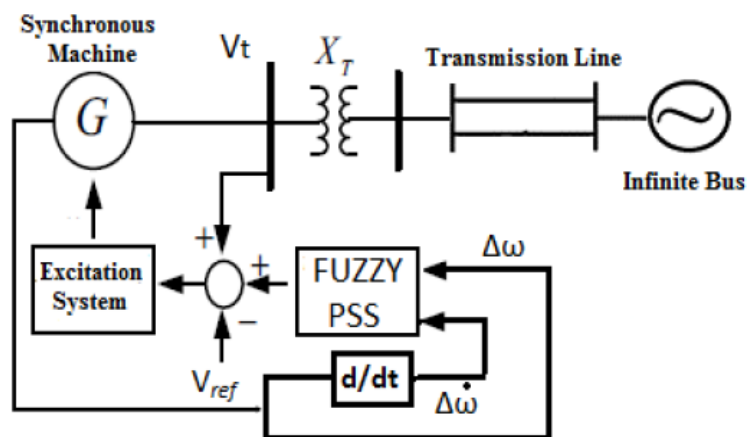 Synchronous
Machine
Vt
X_T
Transmission Line
G
Infinite Bus
+
Excitation
System
+
FUZZY
PSS
Δω
−
V_ref
d/dt
Δω̇